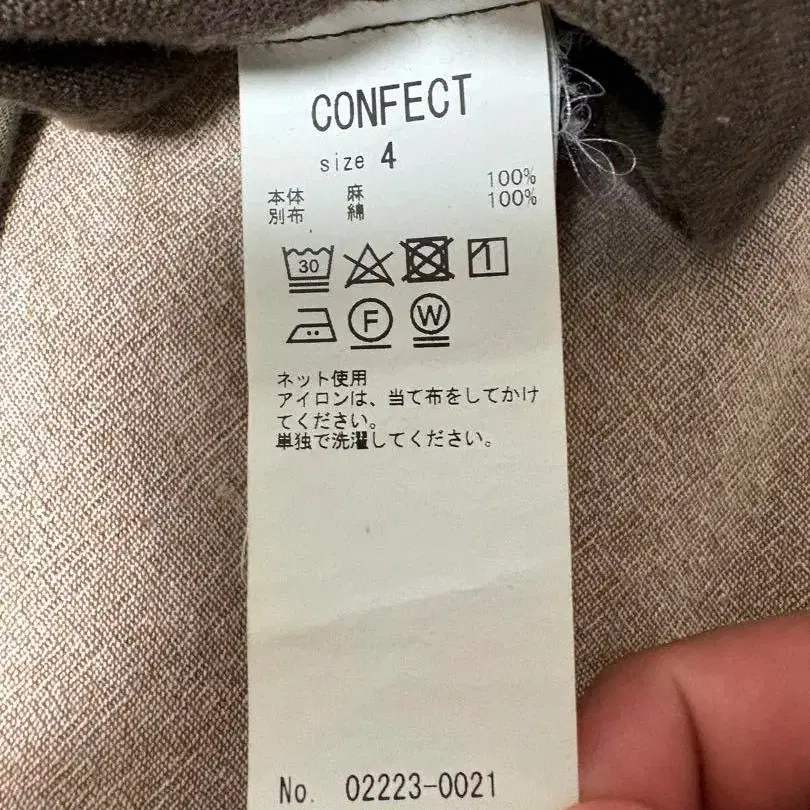 CONFECT
size 4
本体 麻 100%
別布 綿 100%
30
F W
ネット使用
アイロンは、当て布をしてかけ
てください。
単独で洗濯してください。
No. 02223-0021